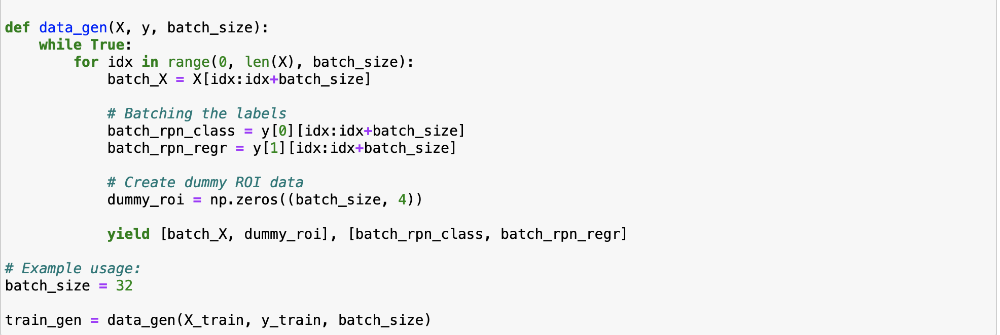 def data_gen(X, y, batch_size):
    while True:
        for idx in range(0, len(X), batch_size):
            batch_X = X[idx:idx+batch_size]

            # Batching the labels
            batch_rpn_class = y[0][idx:idx+batch_size]
            batch_rpn_regr = y[1][idx:idx+batch_size]

            # Create dummy ROI data
            dummy_roi = np.zeros((batch_size, 4))

            yield [batch_X, dummy_roi], [batch_rpn_class, batch_rpn_regr]

# Example usage:
batch_size = 32

train_gen = data_gen(X_train, y_train, batch_size)